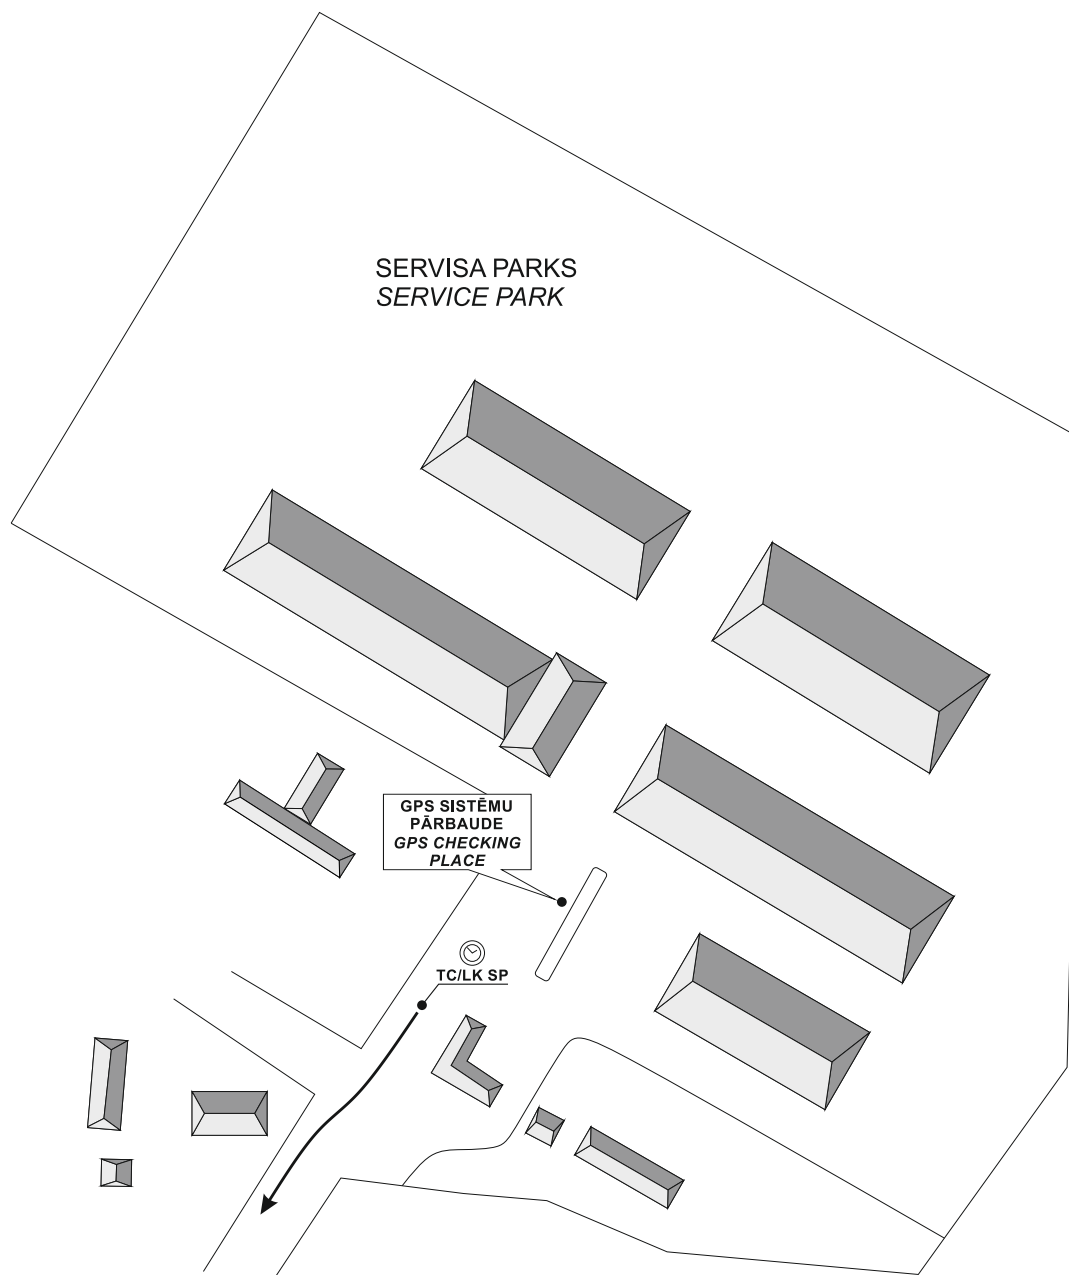 SERVISA PARKS
SERVICE PARK
GPS SISTĒMU
PĀRBAUDE
GPS CHECKING
PLACE
TC/LK SP